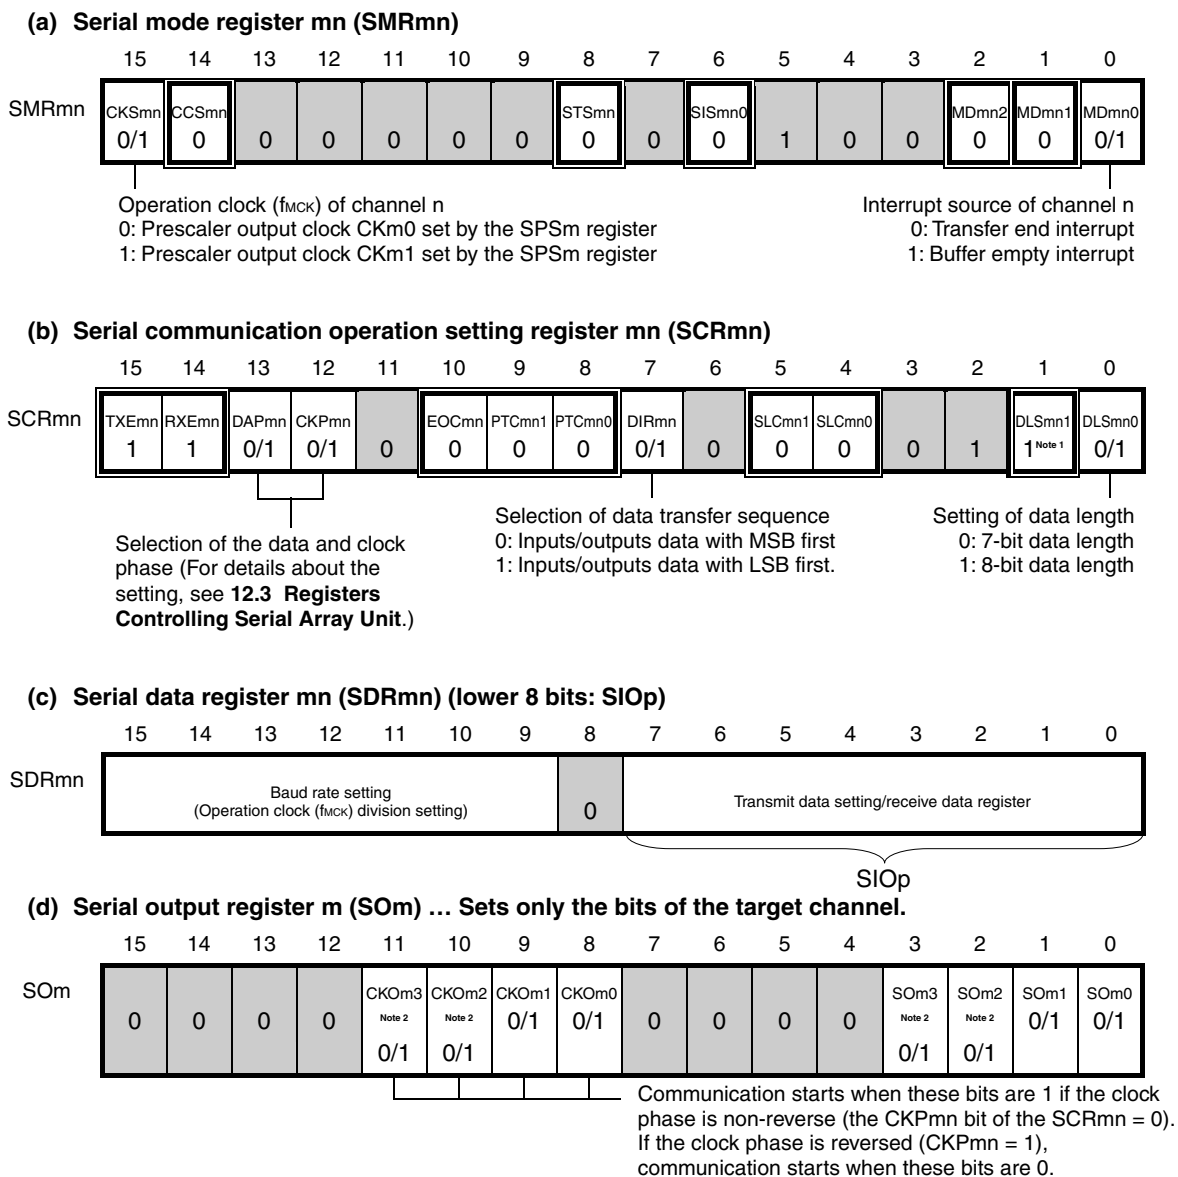 (a) Serial mode register mn (SMRmn)
15 14 13 12 11 10 9 8 7 6 5 4 3 2 1 0
SMRmn
CKSmn CCSmn STSmn SISmn0 MDmn2 MDmn1 MDmn0
0/1 0 0 0 0 0 0 0 0 0 1 0 0 0 0 0/1
Operation clock (fMCK) of channel n
0: Prescaler output clock CKm0 set by the SPSm register
1: Prescaler output clock CKm1 set by the SPSm register
Interrupt source of channel n
0: Transfer end interrupt
1: Buffer empty interrupt
(b) Serial communication operation setting register mn (SCRmn)
15 14 13 12 11 10 9 8 7 6 5 4 3 2 1 0
SCRmn
TXEmn RXEmn DAPmn CKPmn EOCmn PTCmn1 PTCmn0 DIRmn SLCmn1 SLCmn0 DLSmn1 DLSmn0
1 1 0/1 0/1 0 0 0 0 0/1 0 0 0 0 1 1 Note 1 0/1
Selection of the data and clock
phase (For details about the
setting, see 12.3 Registers
Controlling Serial Array Unit.)
Selection of data transfer sequence
0: Inputs/outputs data with MSB first
1: Inputs/outputs data with LSB first.
Setting of data length
0: 7-bit data length
1: 8-bit data length
(c) Serial data register mn (SDRmn) (lower 8 bits: SIOp)
15 14 13 12 11 10 9 8 7 6 5 4 3 2 1 0
SDRmn
Baud rate setting
(Operation clock (fMCK) division setting)
0
Transmit data setting/receive data register
SIOp
(d) Serial output register m (SOm) … Sets only the bits of the target channel.
15 14 13 12 11 10 9 8 7 6 5 4 3 2 1 0
SOm
CKOm3 CKOm2 CKOm1 CKOm0 SOm3 SOm2 SOm1 SOm0
Note 2 Note 2 Note 2 Note 2
0 0 0 0 0/1 0/1 0/1 0/1 0 0 0 0 0/1 0/1 0/1 0/1
Communication starts when these bits are 1 if the clock
phase is non-reverse (the CKPmn bit of the SCRmn = 0).
If the clock phase is reversed (CKPmn = 1),
communication starts when these bits are 0.